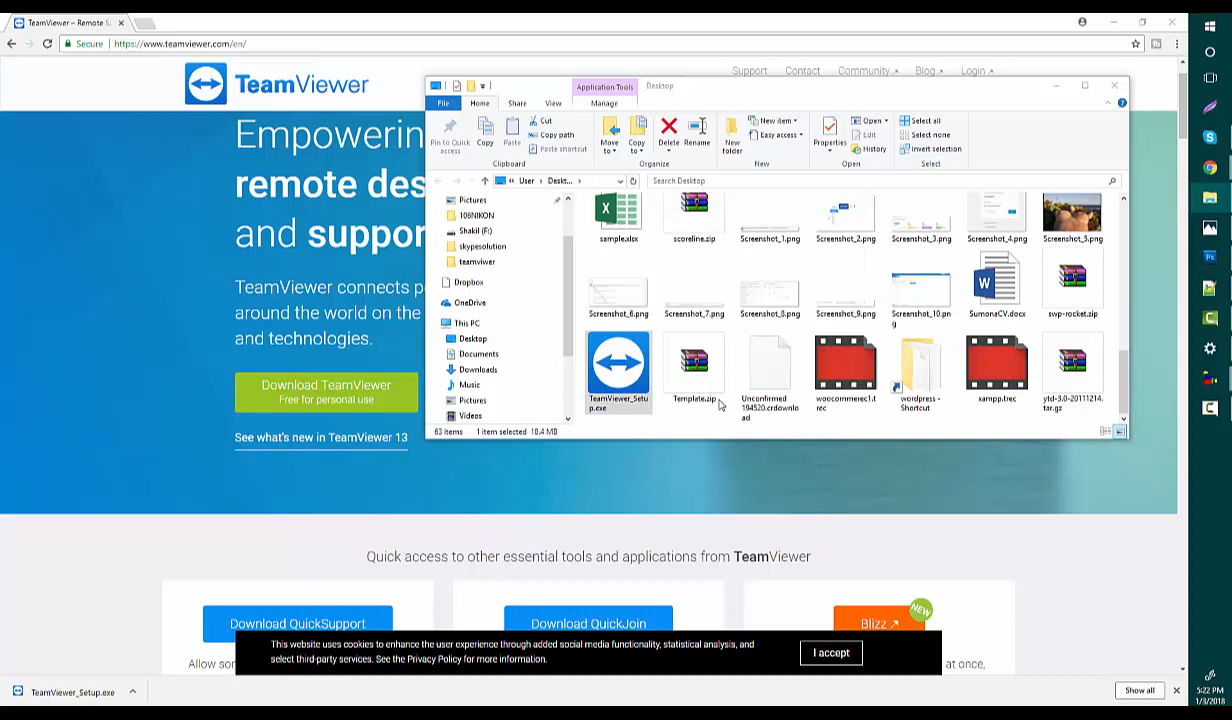 TeamViewer – Remote S
Secure
https://www.teamviewer.com/en/
Support
Contact
Community
Blog
Login
TeamViewer
Empowerin
remote des
and suppor
TeamViewer connects p
around the world on the
and technologies.
Download TeamViewer
Free for personal use
See what's new in TeamViewer 13
Application Tools
Desktop
File
Home
Share
View
Manage
Pin to Quick
access
Copy
Paste
Cut
Copy path
Paste shortcut
Clipboard
Move
to
Copy
to
Delete
Rename
Organize
New
folder
New item
Easy access
New
Properties
Open
Edit
History
Open
Select all
Select none
Invert selection
Select
User
Deskt...
Search Desktop
Pictures
106NIKON
Shakil (F:)
skypesolution
teamviwer
Dropbox
OneDrive
This PC
Desktop
Documents
Downloads
Music
Pictures
Videos
sample.xlsx
scoreline.zip
Screenshot_1.png
Screenshot_2.png
Screenshot_3.png
Screenshot_4.png
Screenshot_5.png
Screenshot_6.png
Screenshot_7.png
Screenshot_8.png
Screenshot_9.png
Screenshot_10.pn
g
SumonaCV.docx
swp-rocket.zip
TeamViewer_Setu
p.exe
Template.zip
Unconfirmed
194520.crdownlo
ad
woocommerec1.t
rec
wordpress -
Shortcut
xampp.trec
ytd-3.0-20111214.
tar.gz
63 items
1 item selected 18.4 MB
Quick access to other essential tools and applications from TeamViewer
Download QuickSupport
Download QuickJoin
Blizz
NEW
Allow so
at once,
This website uses cookies to enhance the user experience through added social media functionality, statistical analysis, and
select third-party services. See the Privacy Policy for more information.
I accept
TeamViewer_Setup.exe
Show all
5:22 PM
1/3/2018